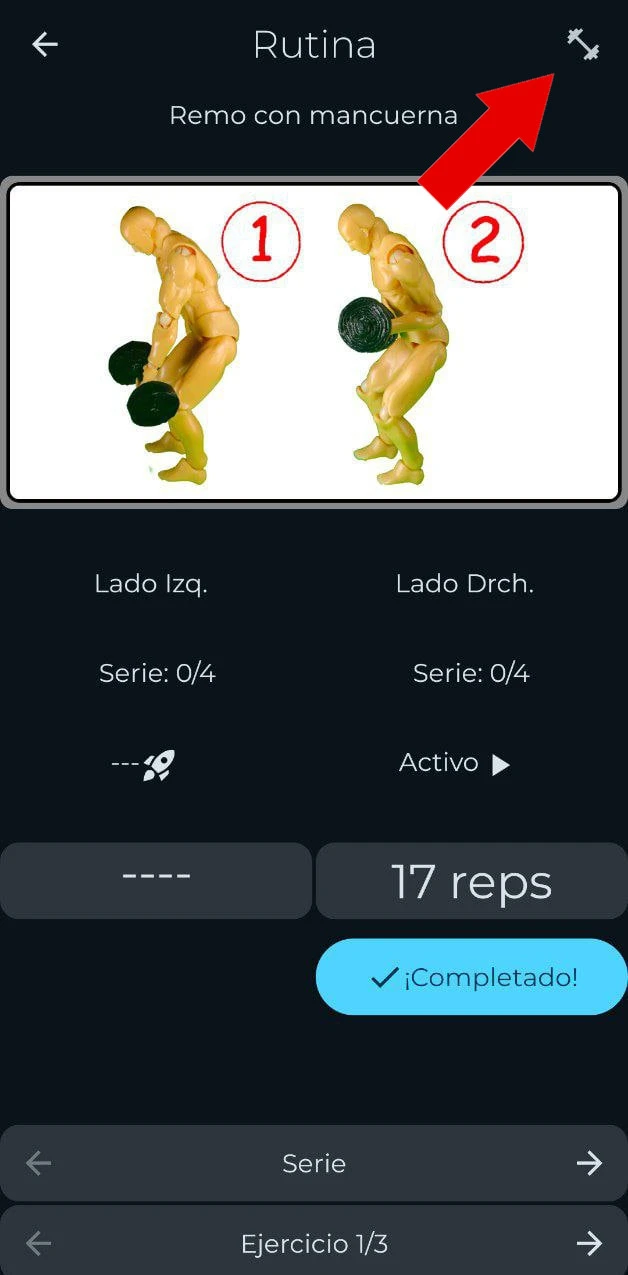 Rutina
Remo con mancuerna
1 2
Lado Izq. Lado Drch.
Serie: 0/4 Serie: 0/4
--- Activo
---- 17 reps
¡Completado!
Serie
Ejercicio 1/3